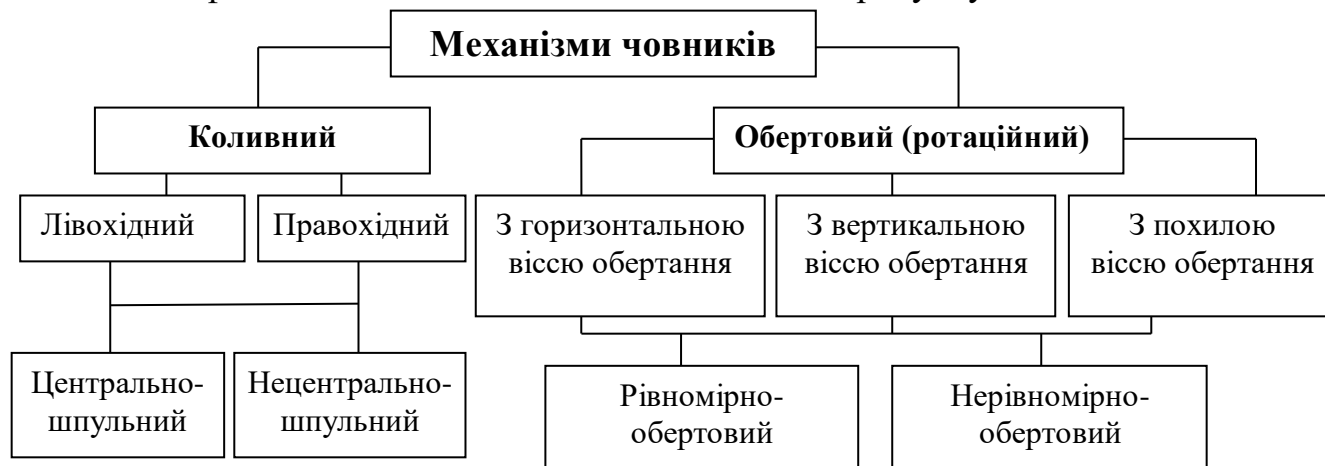 Механізми човників
Коливний
Обертовий (ротаційний)
Лівохідний
Правохідний
З горизонтальною
віссю обертання
З вертикальною
віссю обертання
З похилою
віссю обертання
Центрально-
шпульний
Нецентрально-
шпульний
Рівномірно-
обертовий
Нерівномірно-
обертовий